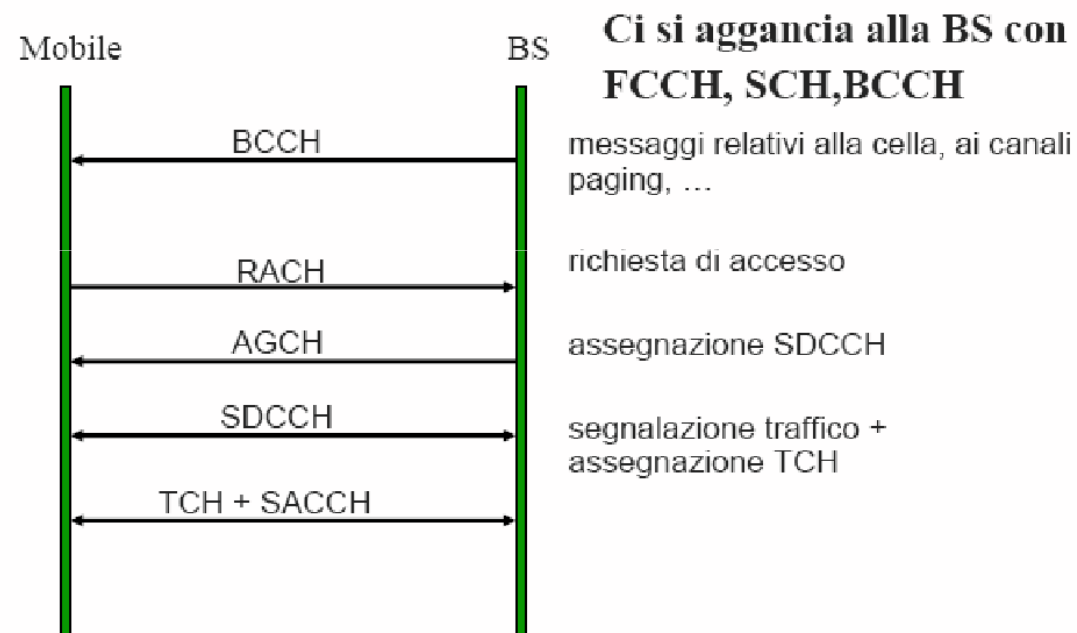 Mobile
BS
Ci si aggancia alla BS con
FCCH, SCH,BCCH
BCCH
messaggi relativi alla cella, ai canali
paging, ...
RACH
richiesta di accesso
AGCH
assegnazione SDCCH
SDCCH
segnalazione traffico +
assegnazione TCH
TCH + SACCH